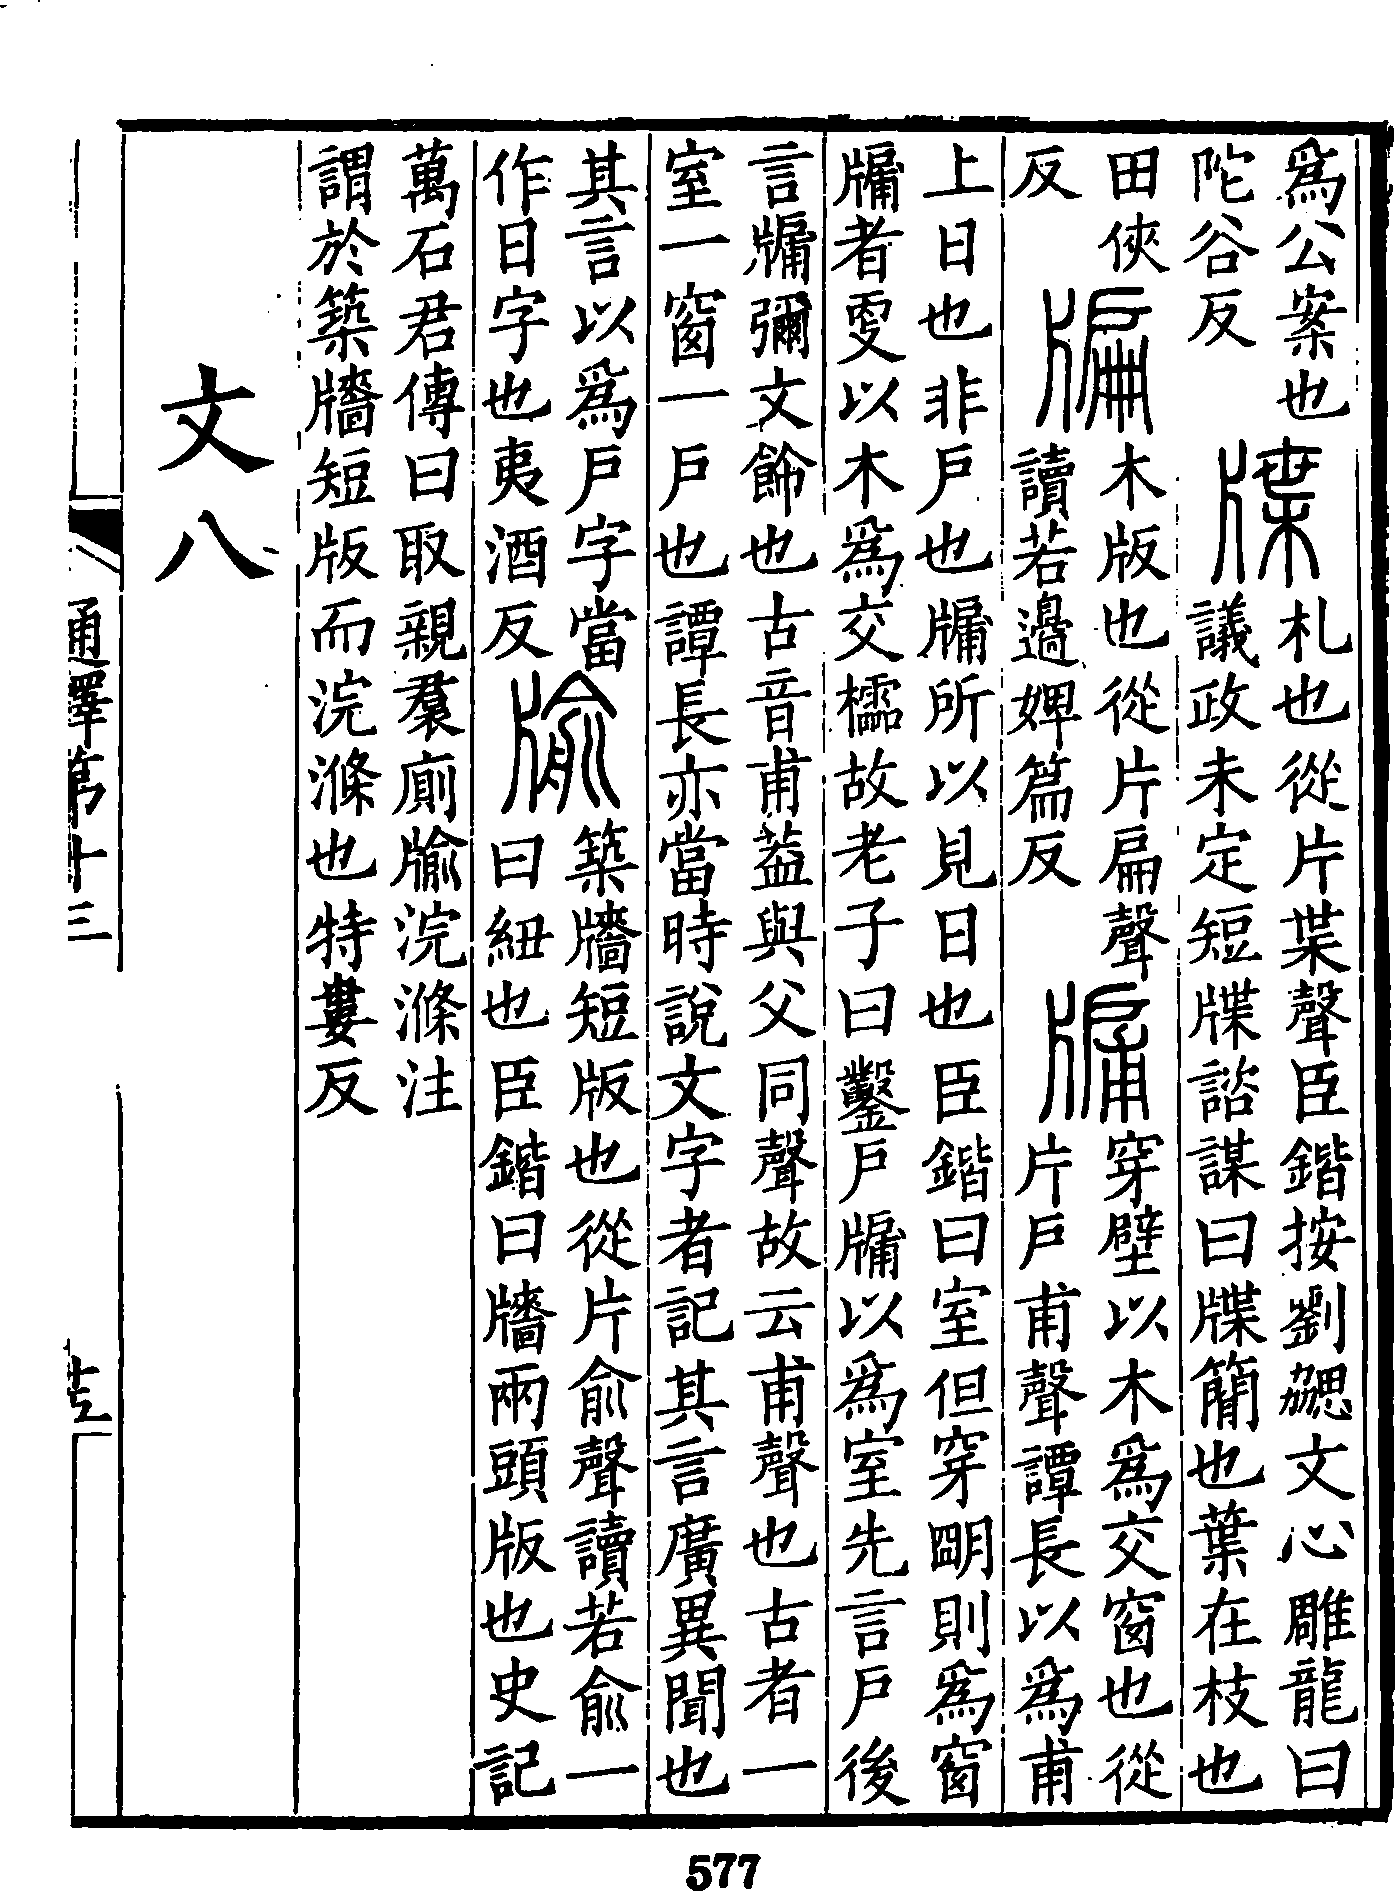 爲公案也
陀谷反
牒
札也從片枼聲臣鍇按劉勰文心雕龍曰
議政未定短牒諮謀曰牒簡也葉在枝也
田俠
反
牑
木版也從片扁聲
讀若邉婢篇反
牖
穿壁以木爲交窗也從
片戶甫聲譚長以爲甫
上日也非戶也牖所以見日也臣鍇曰室但穿朙則爲窗
牖者㪅以木爲交櫺故老子曰鑿戶牖以爲室先言戶後
言牖彌文飾也古音甫葢與父同聲故云甫聲也古者一
室一窗一戶也譚長亦當時說文字者記其言廣異聞也
其言以爲戶字當
作日字也夷酒反
牏
築牆短版也從片俞聲讀若俞一
曰紐也臣鍇曰牆兩頭版也史記
萬石君傳曰取親羣廁牏浣滌注
謂於築牆短版而浣滌也特婁反
文八
通釋第十三
577